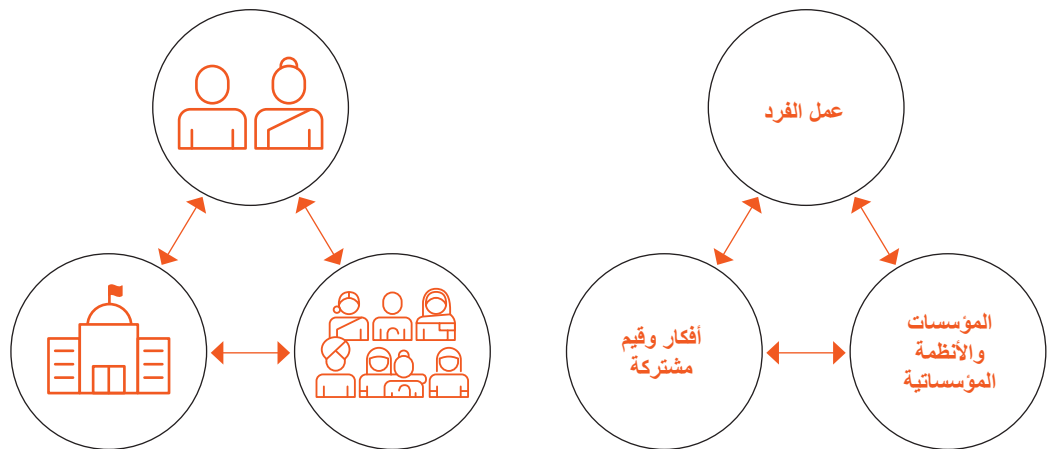 عمل الفرد
المؤسسات
والأنظمة
المؤسساتية
أفكار وقيم
مشتركة